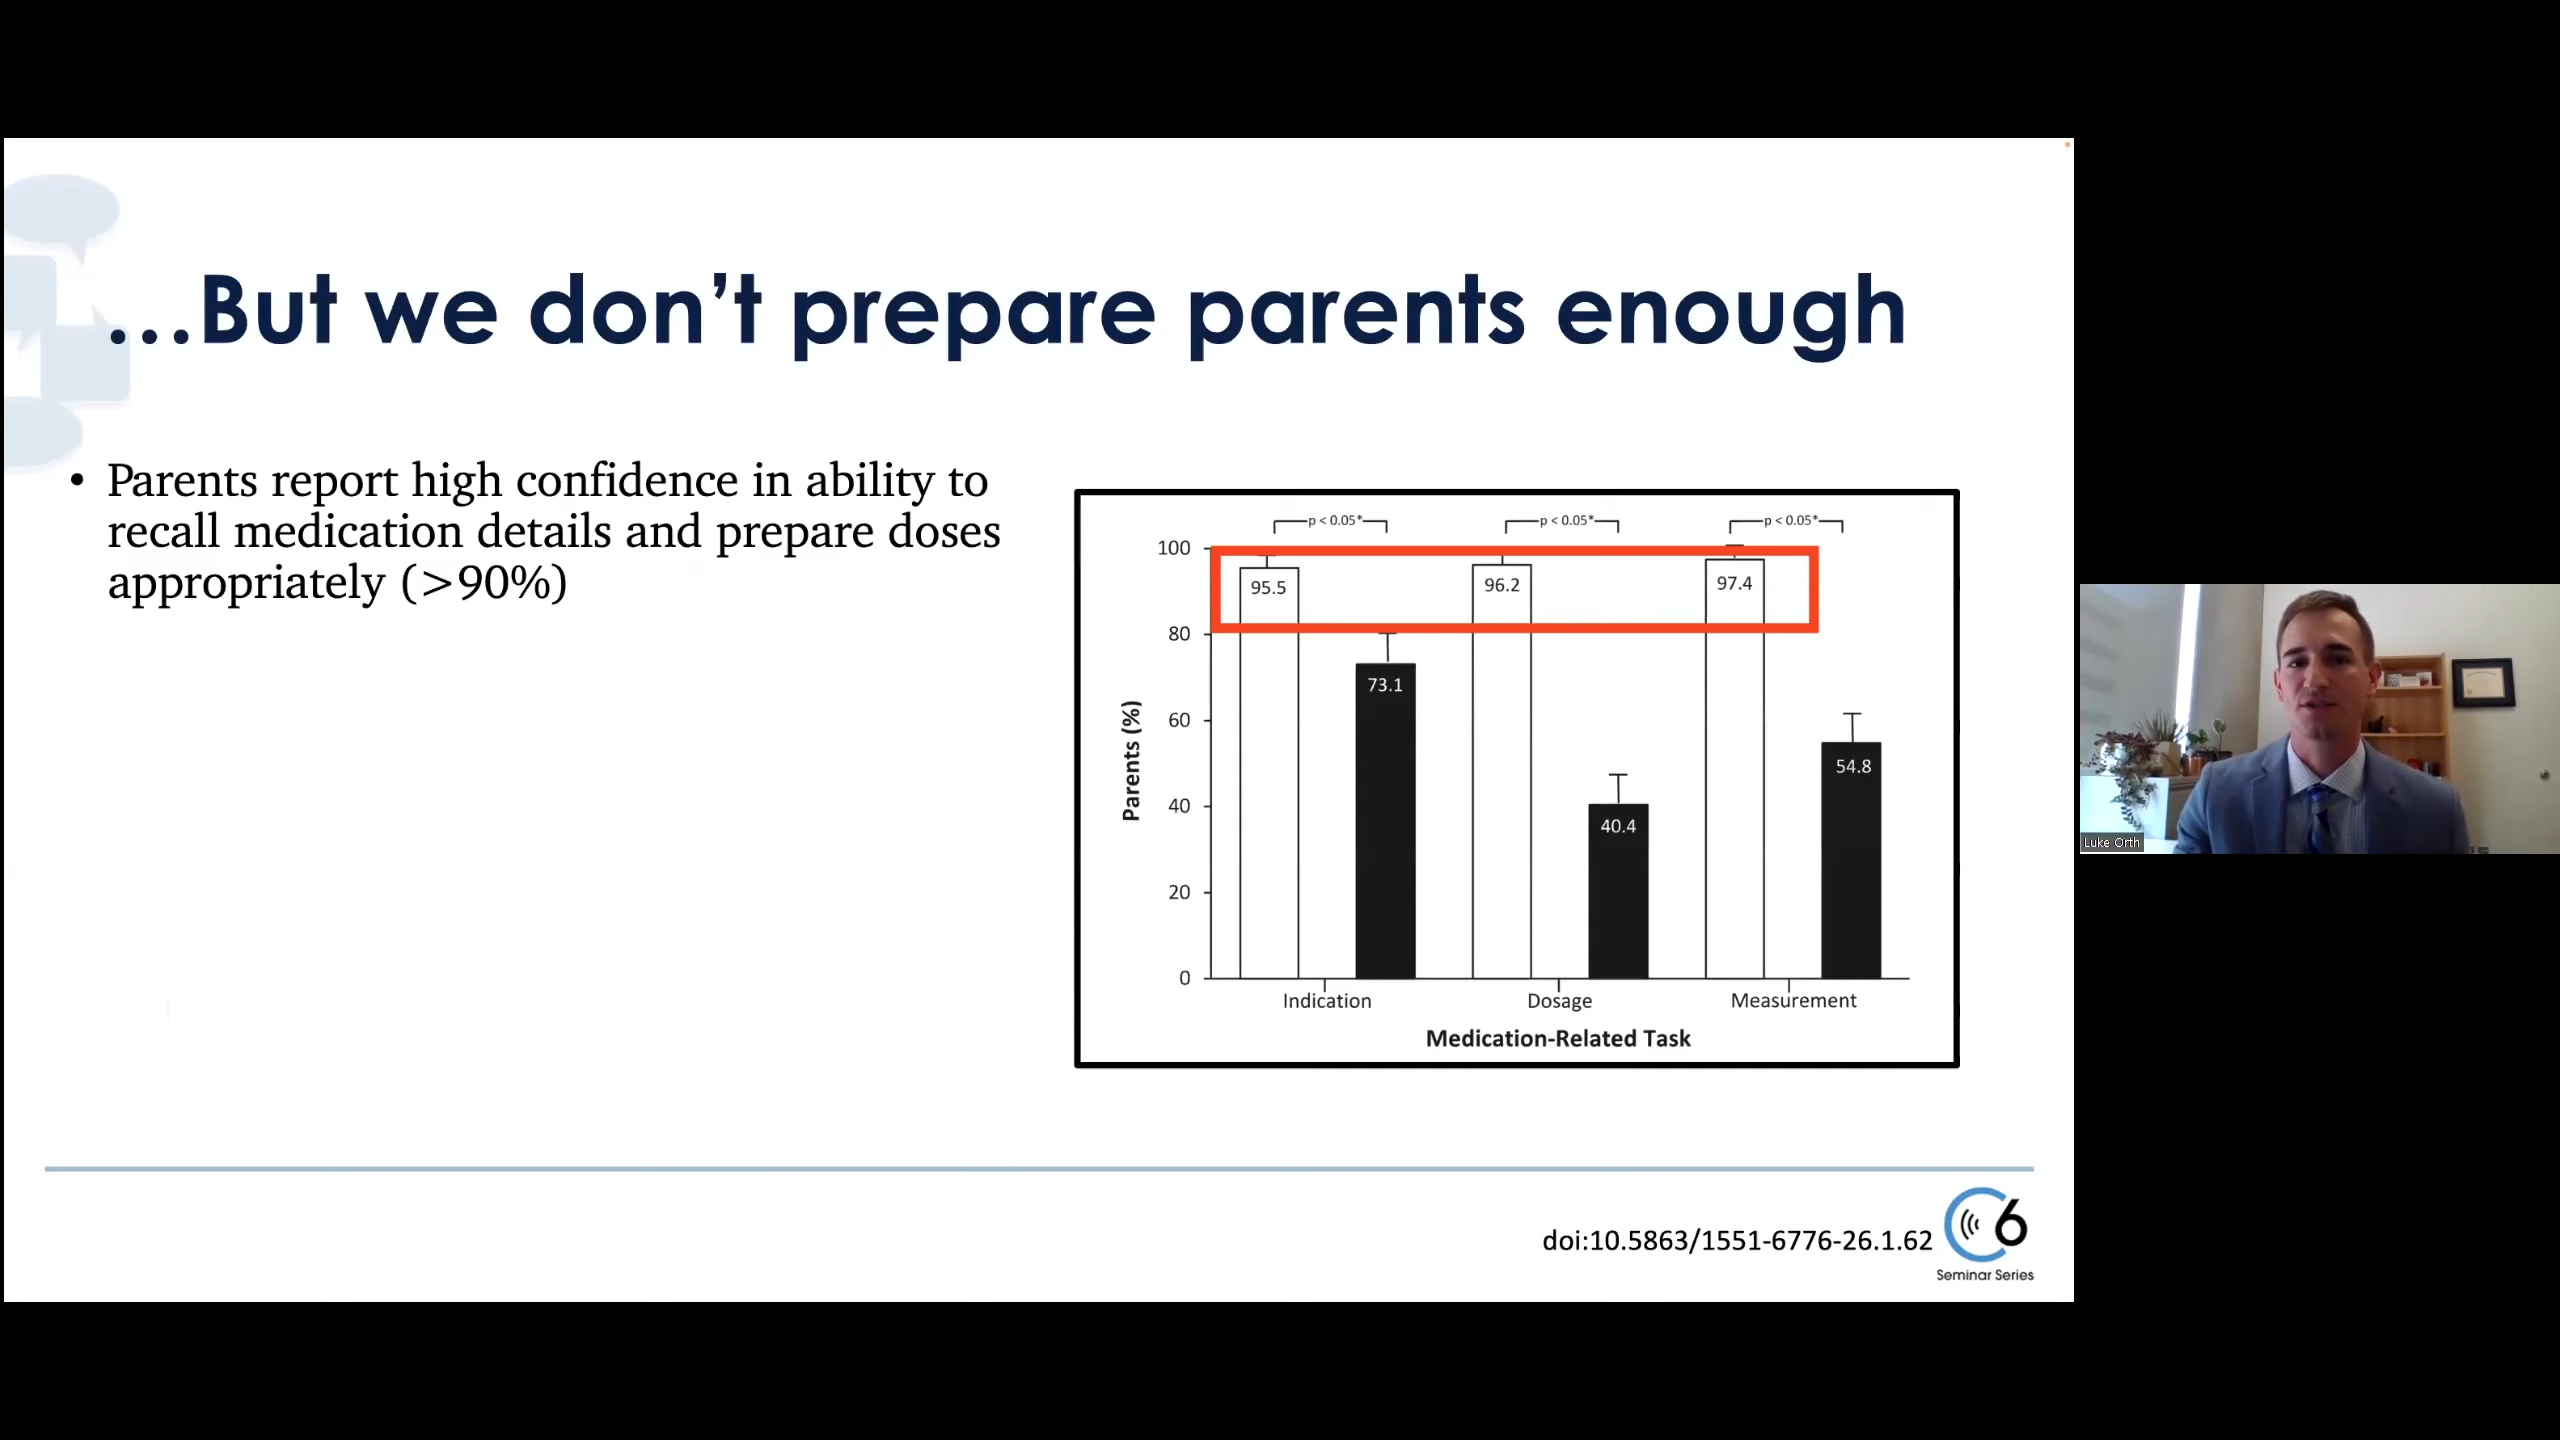 …But we don’t prepare parents enough
• Parents report high confidence in ability to
recall medication details and prepare doses
appropriately (>90%)
p < 0.05* p < 0.05* p < 0.05*
100
80
60
40
20
0
Parents (%)
95.5
73.1
96.2
40.4
97.4
54.8
Indication Dosage Measurement
Medication-Related Task
doi:10.5863/1551-6776-26.1.62
C6
Seminar Series
Luke Orth